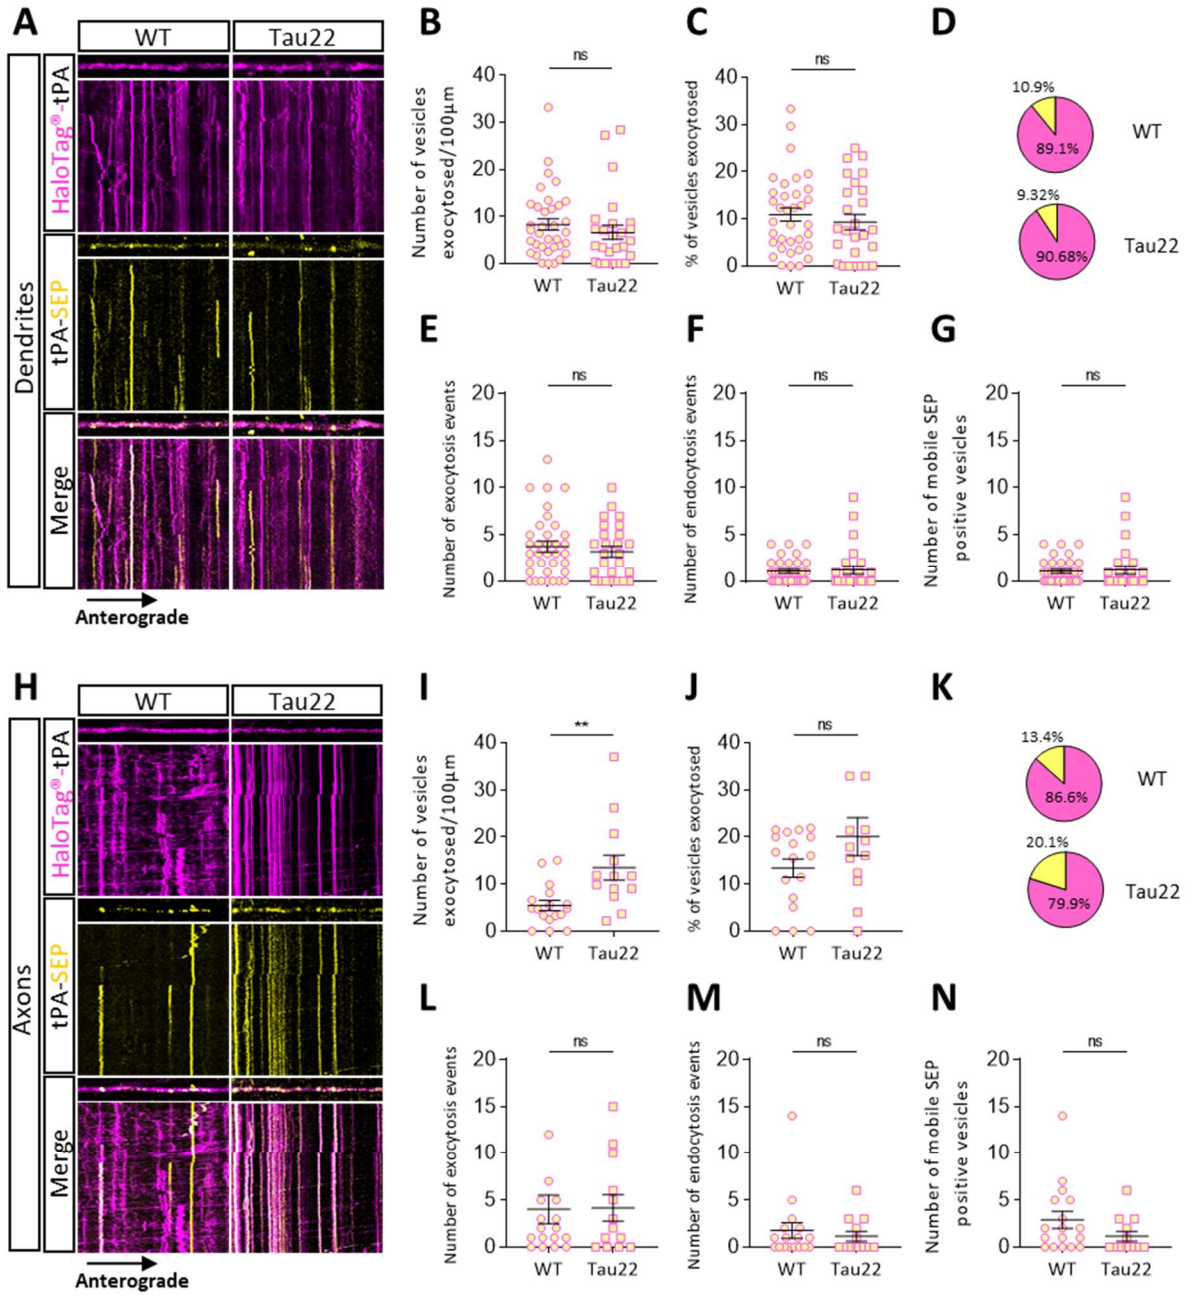 A
WT
Tau22
Dendrites
HaloTag®-tPA
tPA-SEP
Merge
Anterograde
B
Number of vesicles
exocytosed/100µm
40
30
20
10
0
ns
WT
Tau22
C
% of vesicles exocytosed
40
30
20
10
0
ns
WT
Tau22
D
10.9%
89.1%
WT
9.32%
90.68%
Tau22
E
Number of exocytosis events
20
15
10
5
0
ns
WT
Tau22
F
Number of endocytosis events
20
15
10
5
0
ns
WT
Tau22
G
Number of mobile SEP
positive vesicles
20
15
10
5
0
ns
WT
Tau22
H
WT
Tau22
Axons
HaloTag®-tPA
tPA-SEP
Merge
Anterograde
I
Number of vesicles
exocytosed/100µm
40
30
20
10
0
**
WT
Tau22
J
% of vesicles exocytosed
40
30
20
10
0
ns
WT
Tau22
K
13.4%
86.6%
WT
20.1%
79.9%
Tau22
L
Number of exocytosis events
20
15
10
5
0
ns
WT
Tau22
M
Number of endocytosis events
20
15
10
5
0
ns
WT
Tau22
N
Number of mobile SEP
positive vesicles
20
15
10
5
0
ns
WT
Tau22